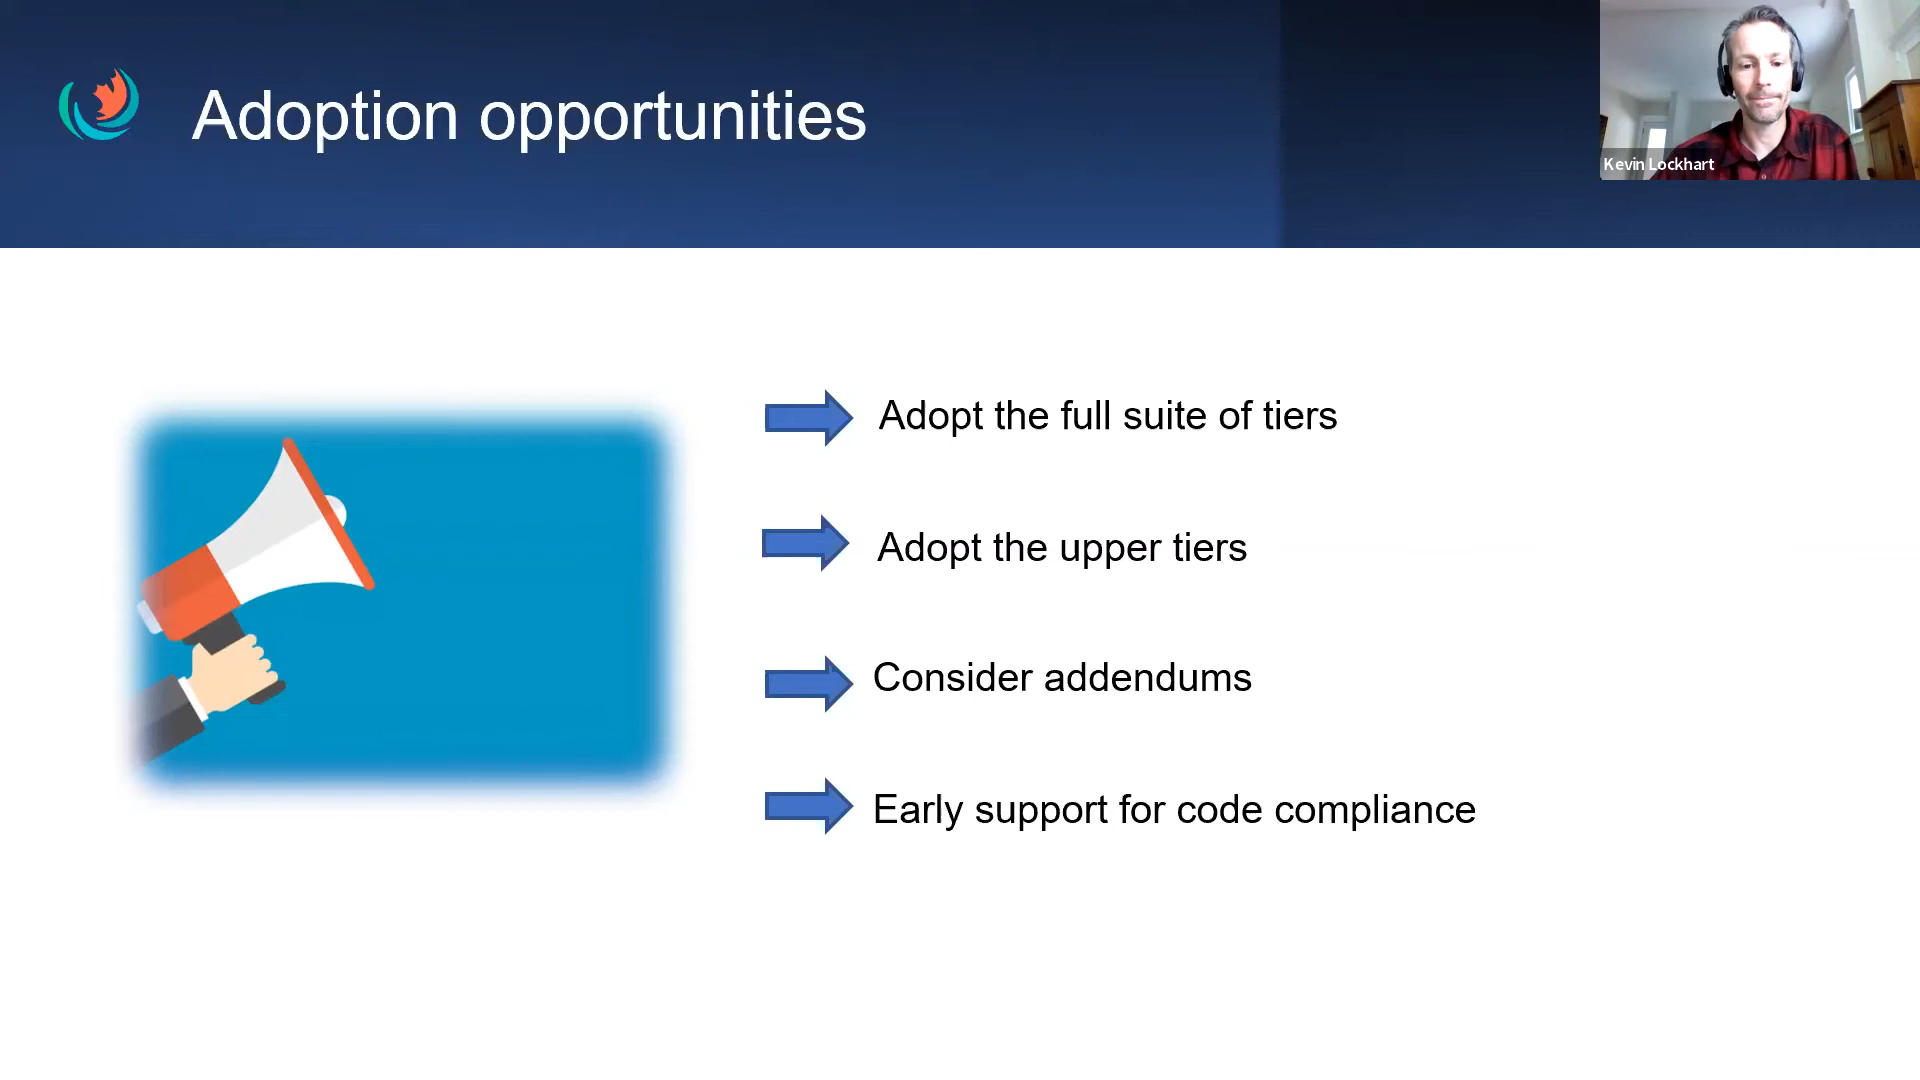 Adoption opportunities
Kevin Lockhart
Adopt the full suite of tiers
Adopt the upper tiers
Consider addendums
Early support for code compliance